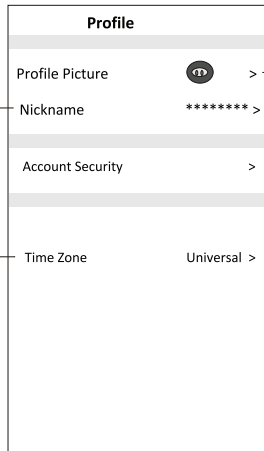 Profile
Profile Picture >
Nickname ******** >
Account Security >
Time Zone Universal >